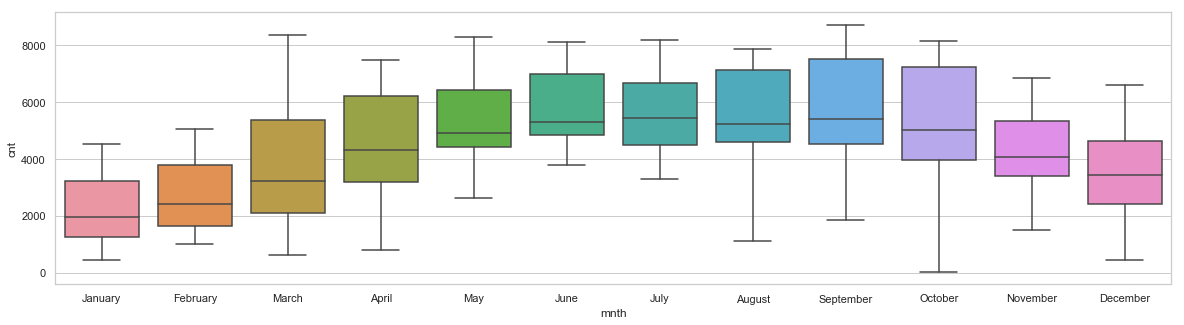 cnt
8000
6000
4000
2000
0
January February March April May June July August September October November December
mnth